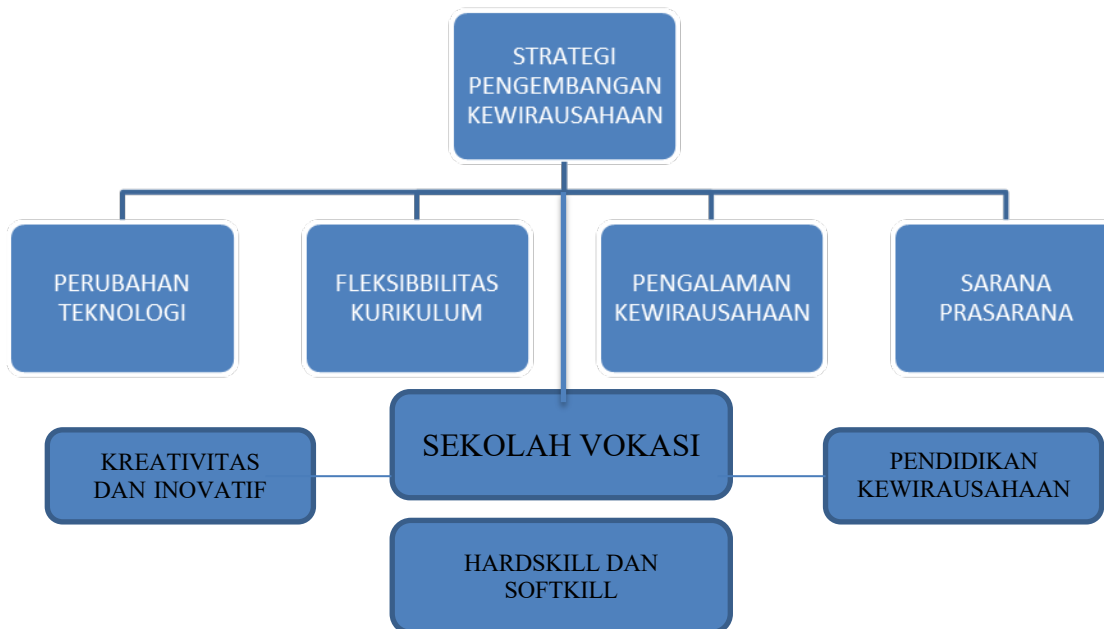 STRATEGI
PENGEMBANGAN
KEWIRAUSAHAAN
PERUBAHAN
TEKNOLOGI
FLEKSIBBILITAS
KURIKULUM
PENGALAMAN
KEWIRAUSAHAAN
SARANA
PRASARANA
KREATIVITAS
DAN INOVATIF
SEKOLAH VOKASI
PENDIDIKAN
KEWIRAUSAHAAN
HARDSKILL DAN
SOFTKILL